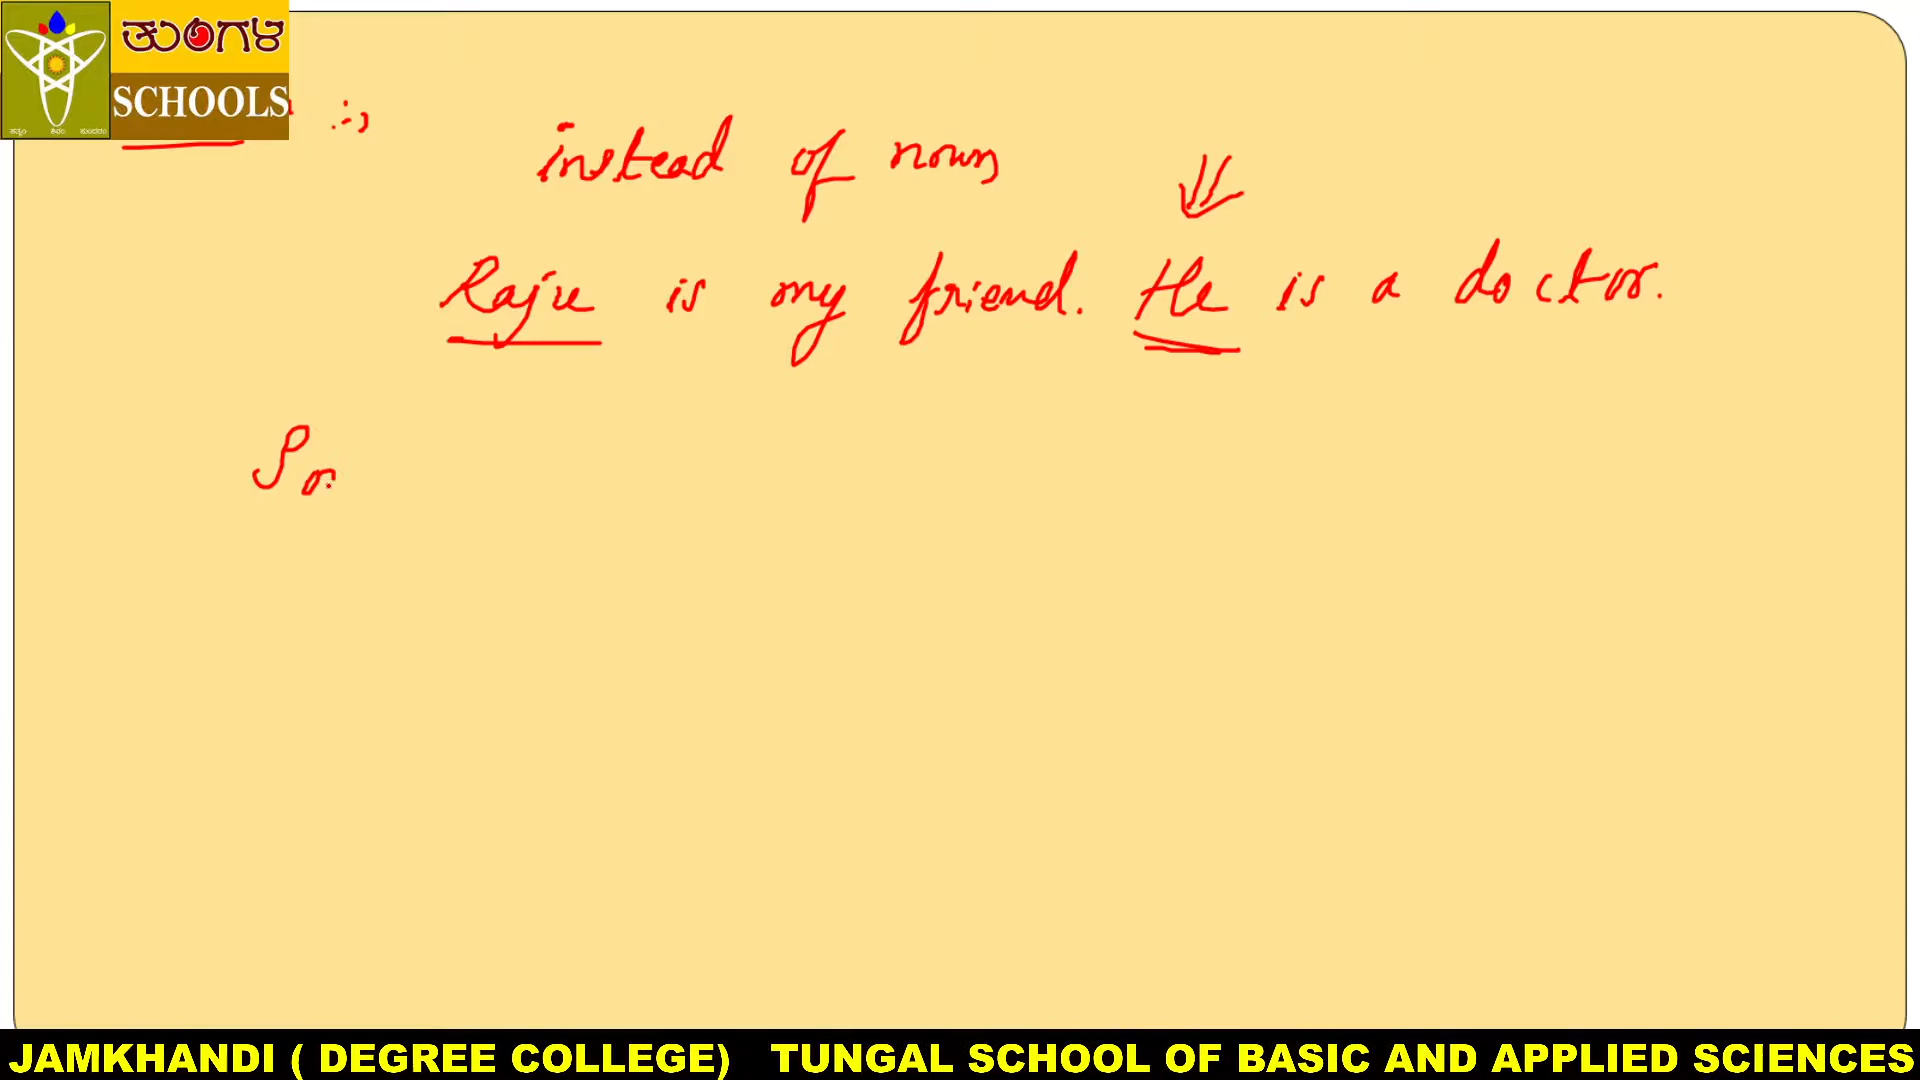 ತುಂಗಳ
SCHOOLS
instead of noun
Raju is my friend. He is a doctor.
JAMKHANDI ( DEGREE COLLEGE) TUNGAL SCHOOL OF BASIC AND APPLIED SCIENCES